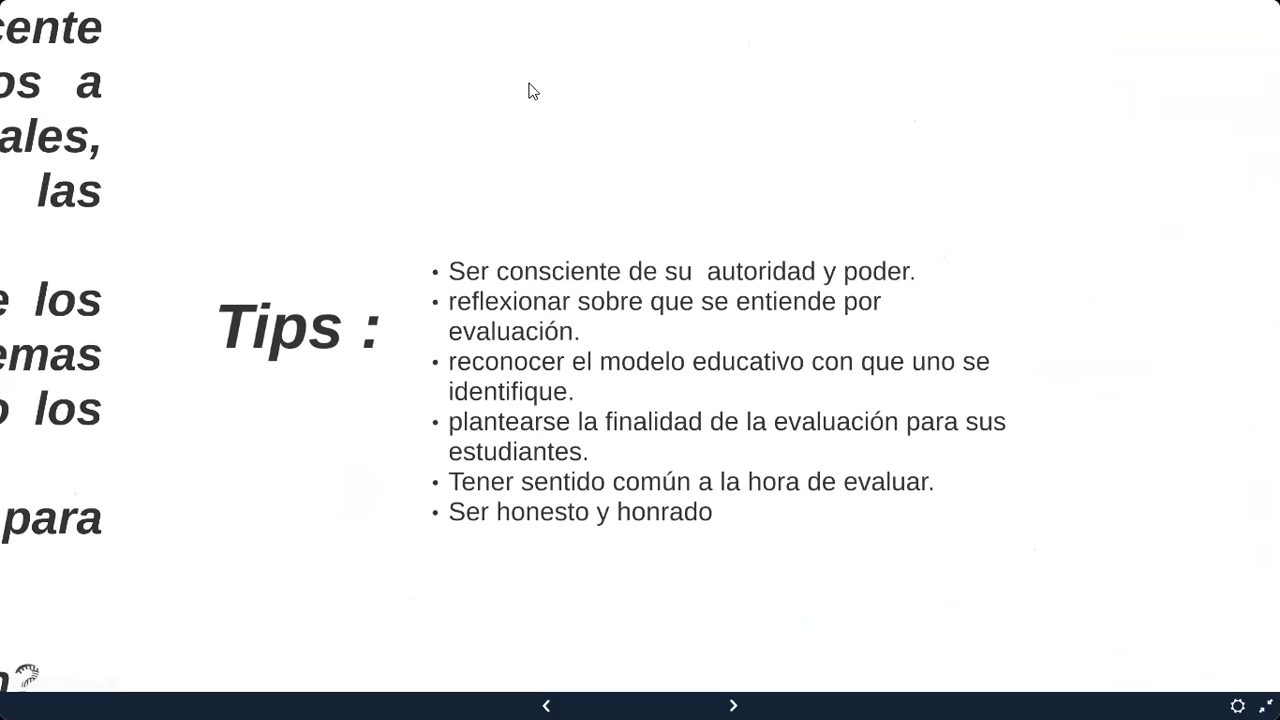 cente
os a
ales,
las
e los
emas
o los
para
n?
Tips :
• Ser consciente de su  autoridad y poder.
• reflexionar sobre que se entiende por
evaluación.
• reconocer el modelo educativo con que uno se
identifique.
• plantearse la finalidad de la evaluación para sus
estudiantes.
• Tener sentido común a la hora de evaluar.
• Ser honesto y honrado